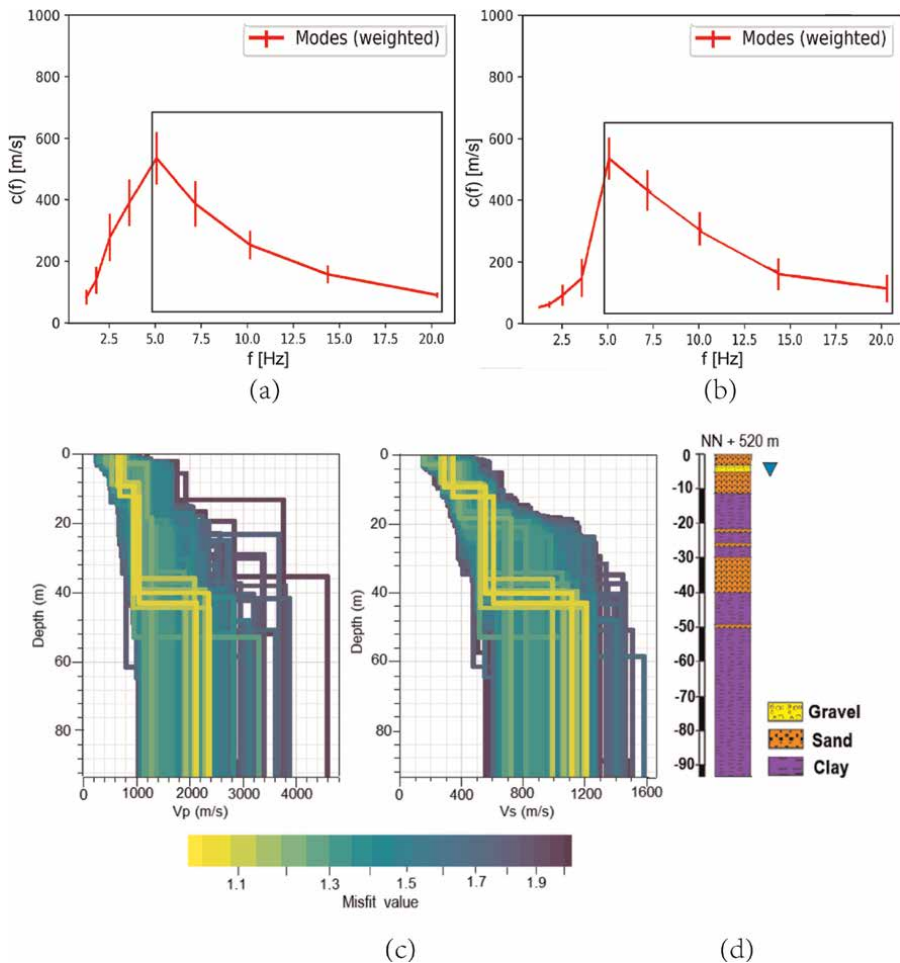 1000
800
600
400
200
0
c(f) [m/s]
Modes (weighted)
2.5 5.0 7.5 10.0 12.5 15.0 17.5 20.0
f [Hz]
(a)
1000
800
600
400
200
0
c(f) [m/s]
Modes (weighted)
2.5 5.0 7.5 10.0 12.5 15.0 17.5 20.0
f [Hz]
(b)
0
20
40
60
80
Depth (m)
0 1000 2000 3000 4000
Vp (m/s)
0
20
40
60
80
Depth (m)
0 400 800 1200 1600
Vs (m/s)
1.1 1.3 1.5 1.7 1.9
Misfit value
(c)
NN + 520 m
0
-10
-20
-30
-40
-50
-60
-70
-80
-90
Gravel
Sand
Clay
(d)